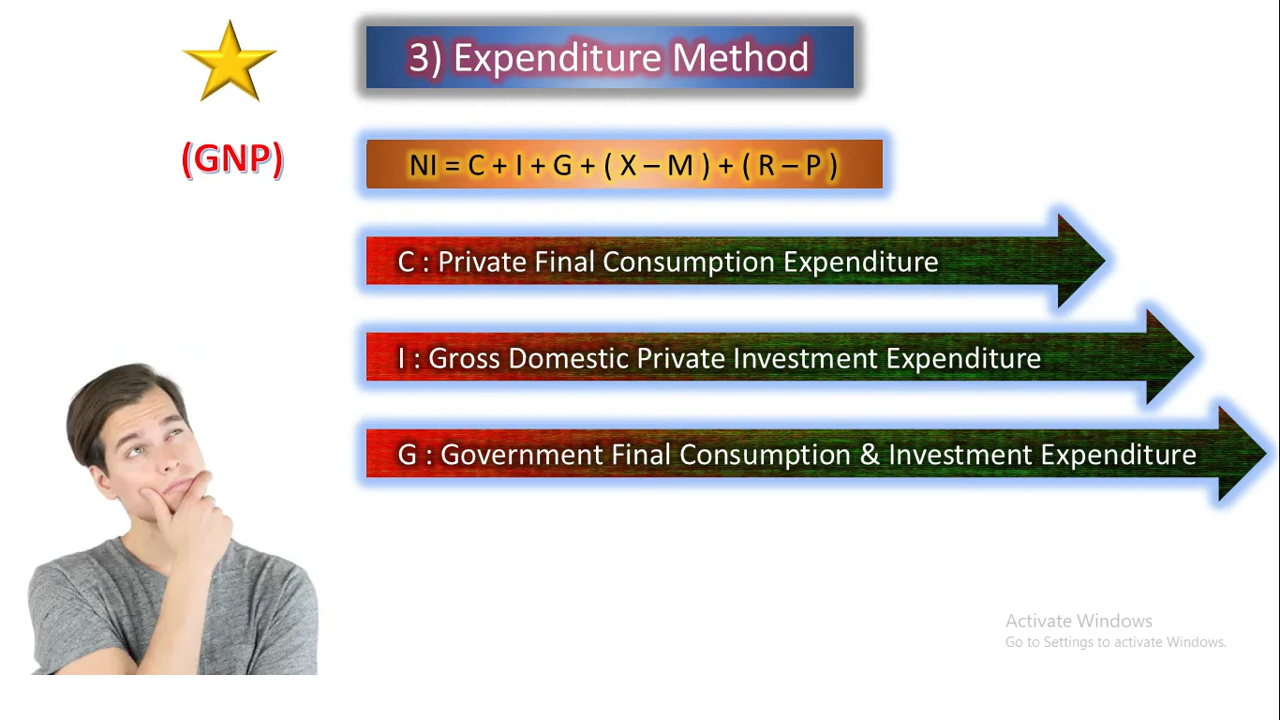 3) Expenditure Method
(GNP)
NI = C + I + G + ( X – M ) + ( R – P )
C : Private Final Consumption Expenditure
I : Gross Domestic Private Investment Expenditure
G : Government Final Consumption & Investment Expenditure
Activate Windows
Go to Settings to activate Windows.